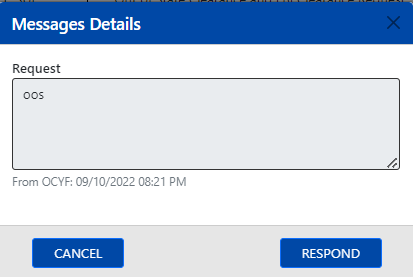 Messages Details
Request
oos
From OCYF: 09/10/2022 08:21 PM
CANCEL
RESPOND